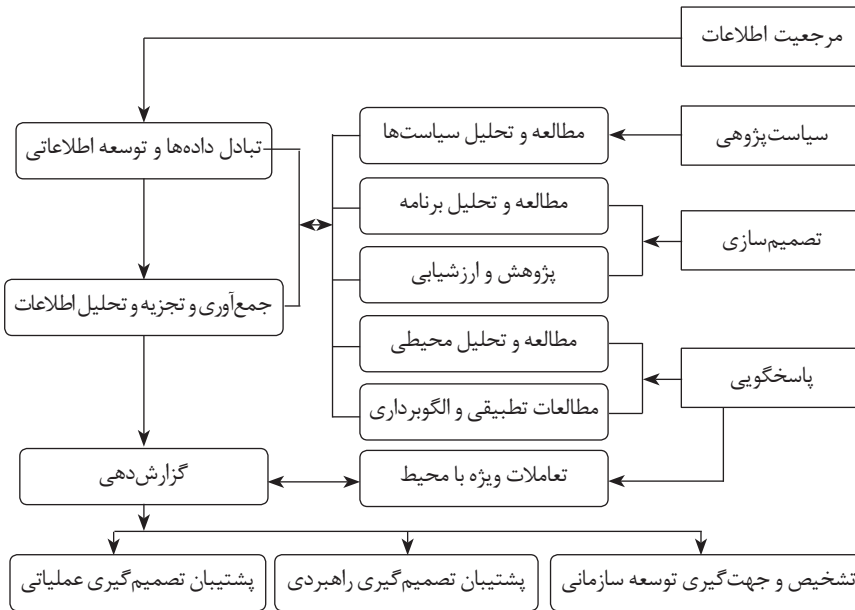 مرجعیت اطلاعات
سیاست‌پژوهی
مطالعه و تحلیل سیاست‌ها
تبادل داده‌ها و توسعه اطلاعاتی
مطالعه و تحلیل برنامه
تصمیم‌سازی
پژوهش و ارزشیابی
جمع‌آوری و تجزیه و تحلیل اطلاعات
مطالعه و تحلیل محیطی
پاسخگویی
مطالعات تطبیقی و الگوبرداری
تعاملات ویژه با محیط
گزارش‌دهی
تشخیص و جهت‌گیری توسعه سازمانی
پشتیبان تصمیم‌گیری راهبردی
پشتیبان تصمیم‌گیری عملیاتی